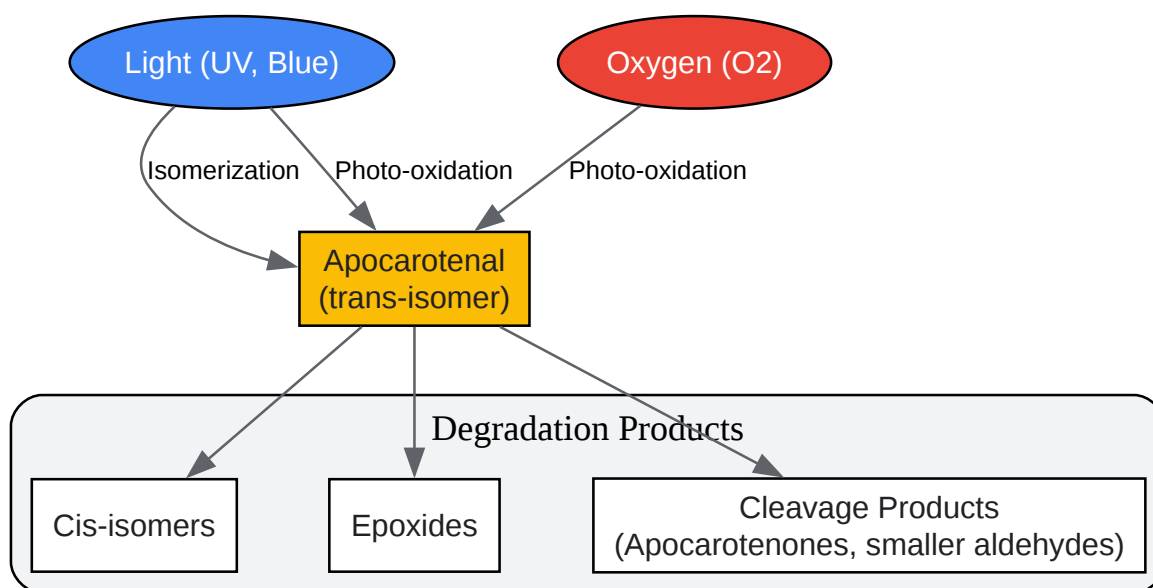 Light (UV, Blue)
Oxygen (O2)
Isomerization
Photo-oxidation
Photo-oxidation
Apocarotenal
(trans-isomer)
Degradation Products
Cis-isomers
Epoxides
Cleavage Products
(Apocarotenones, smaller aldehydes)